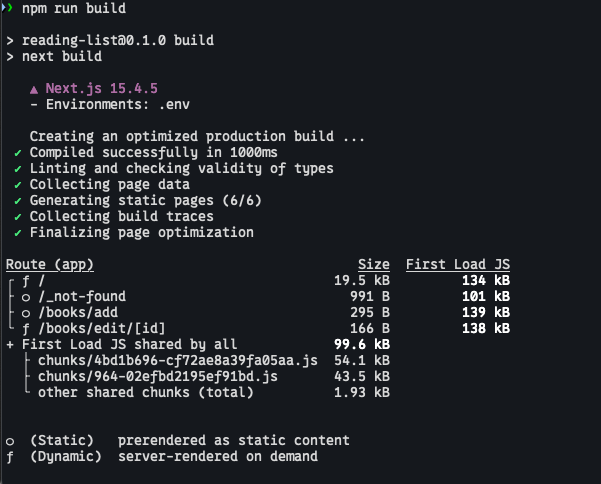 ❯ npm run build
> reading-list@0.1.0 build
> next build
▲ Next.js 15.4.5
- Environments: .env
Creating an optimized production build ...
✓ Compiled successfully in 1000ms
✓ Linting and checking validity of types
✓ Collecting page data
✓ Generating static pages (6/6)
✓ Collecting build traces
✓ Finalizing page optimization
Route (app) Size First Load JS
┌ ƒ / 19.5 kB 134 kB
├ ○ /_not-found 991 B 101 kB
├ ○ /books/add 295 B 139 kB
└ ƒ /books/edit/[id] 166 B 138 kB
+ First Load JS shared by all 99.6 kB
├ chunks/4bd1b696-cf72ae8a39fa05aa.js 54.1 kB
├ chunks/964-02efbd2195ef91bd.js 43.5 kB
└ other shared chunks (total) 1.93 kB
○ (Static) prerendered as static content
ƒ (Dynamic) server-rendered on demand